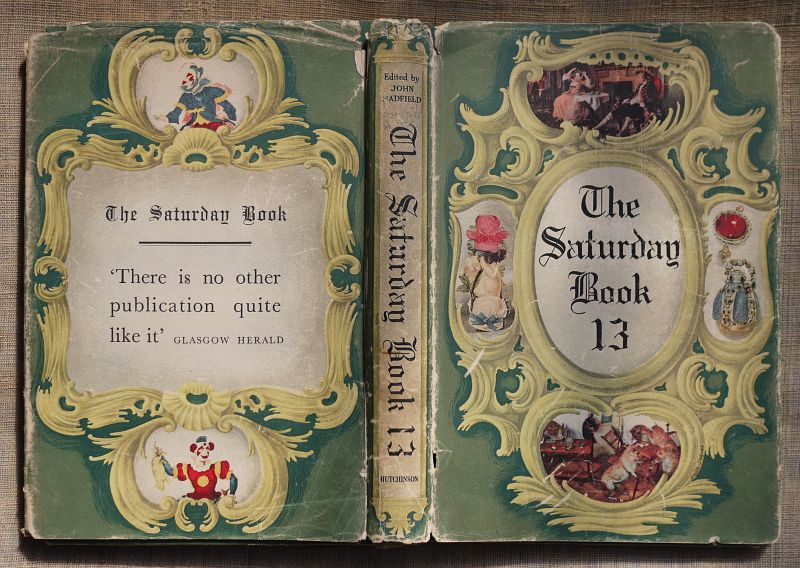 The Saturday Book
‘There is no other
publication quite
like it’ GLASGOW HERALD
Edited by
JOHN
HADFIELD
The Saturday Book 13
HUTCHINSON
The
Saturday
Book
13